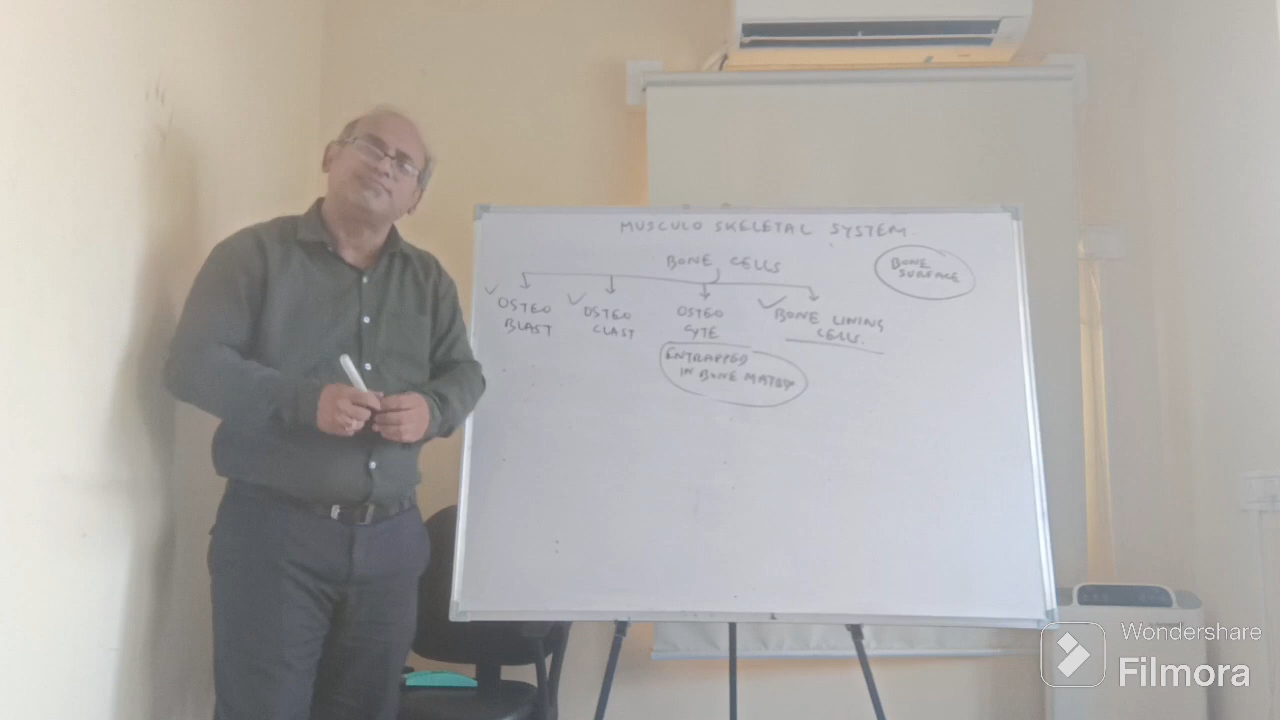 MUSCULO SKELETAL SYSTEM
BONE CELLS
BONE
SURFACE
OSTEO
BLAST
OSTEO
CLAST
OSTEO
CYTE
BONE LINING
CELLS.
ENTRAPPED
IN BONE MATRIX
Wondershare
Filmora